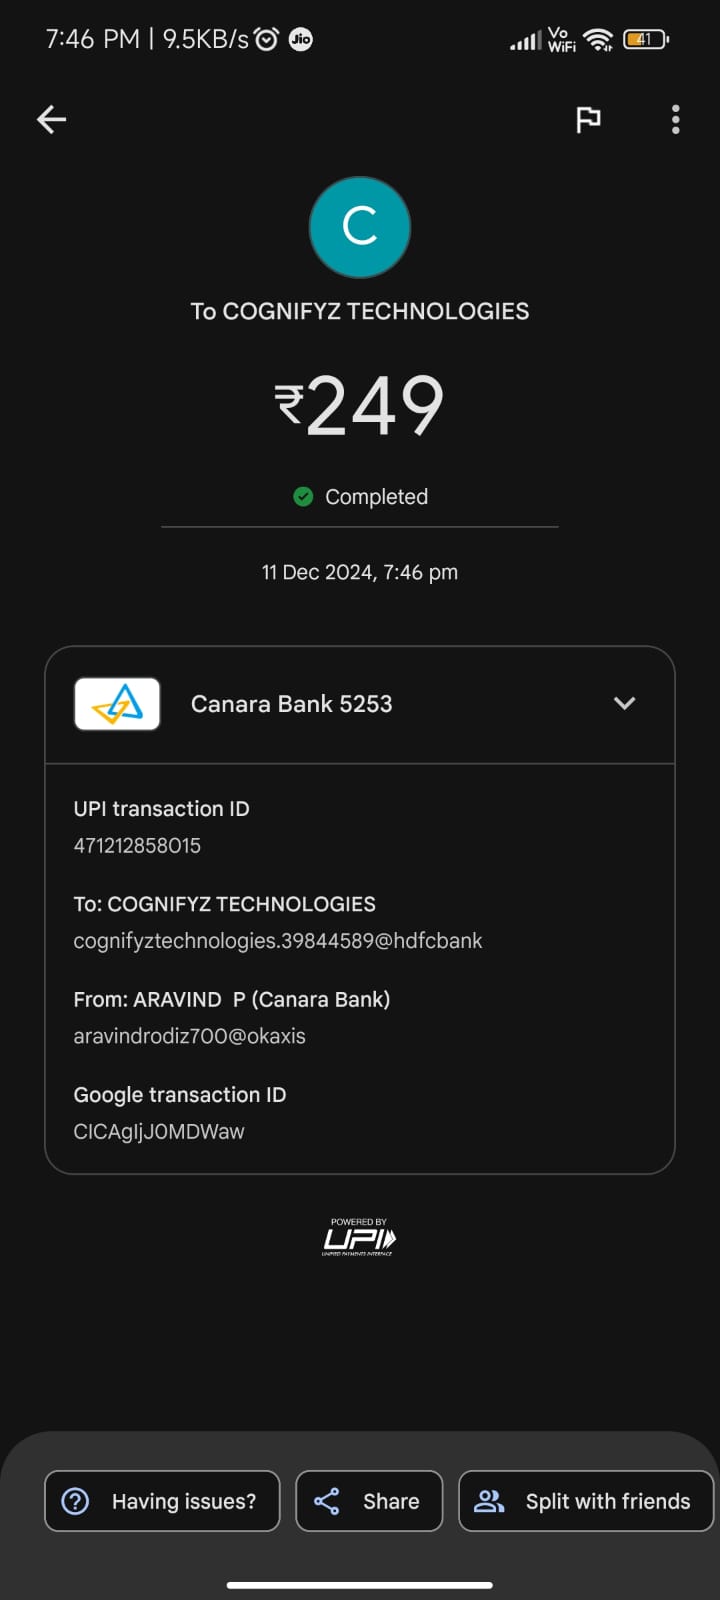 7:46 PM | 9.5KB/s Jio Vo WiFi 41
C
To COGNIFYZ TECHNOLOGIES
₹249
Completed
11 Dec 2024, 7:46 pm
Canara Bank 5253
UPI transaction ID
471212858015
To: COGNIFYZ TECHNOLOGIES
cognifyztechnologies.39844589@hdfcbank
From: ARAVIND  P (Canara Bank)
aravindrodiz700@okaxis
Google transaction ID
CICAgIjJ0MDWaw
POWERED BY
UPI
UNIFIED PAYMENTS INTERFACE
Having issues?
Share
Split with friends